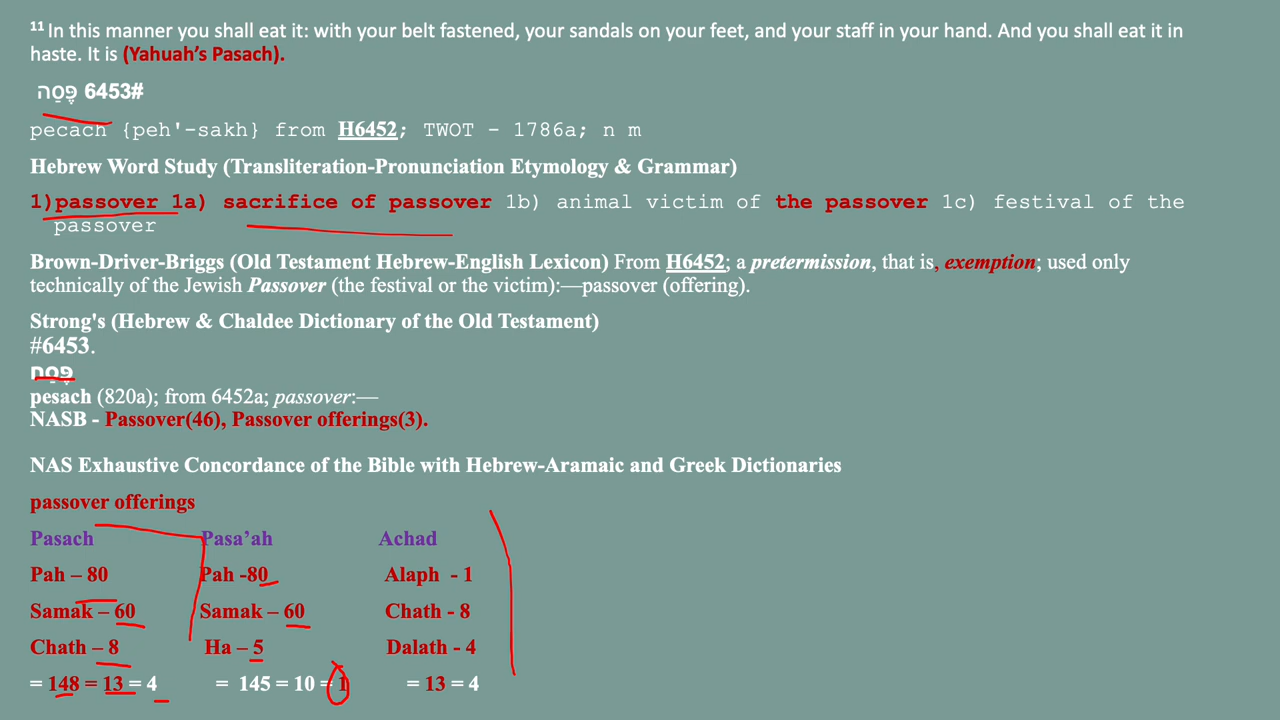 ¹¹ In this manner you shall eat it: with your belt fastened, your sandals on your feet, and your staff in your hand. And you shall eat it in
haste. It is (Yahuah's Pasach).
פֶּסַה 6453#
pecach {peh'-sakh} from H6452; TWOT - 1786a; n m
Hebrew Word Study (Transliteration-Pronunciation Etymology & Grammar)
1)passover 1a) sacrifice of passover 1b) animal victim of the passover 1c) festival of the
passover
Brown-Driver-Briggs (Old Testament Hebrew-English Lexicon) From H6452; a pretermission, that is, exemption; used only
technically of the Jewish Passover (the festival or the victim):—passover (offering).
Strong's (Hebrew & Chaldee Dictionary of the Old Testament)
#6453.
פֶּסַח
pesach (820a); from 6452a; passover:—
NASB - Passover(46), Passover offerings(3).
NAS Exhaustive Concordance of the Bible with Hebrew-Aramaic and Greek Dictionaries
passover offerings
Pasach Pasa'ah Achad
Pah – 80 Pah -80 Alaph - 1
Samak – 60 Samak – 60 Chath - 8
Chath – 8 Ha – 5 Dalath - 4
= 148 = 13 = 4 = 145 = 10 = 1 = 13 = 4